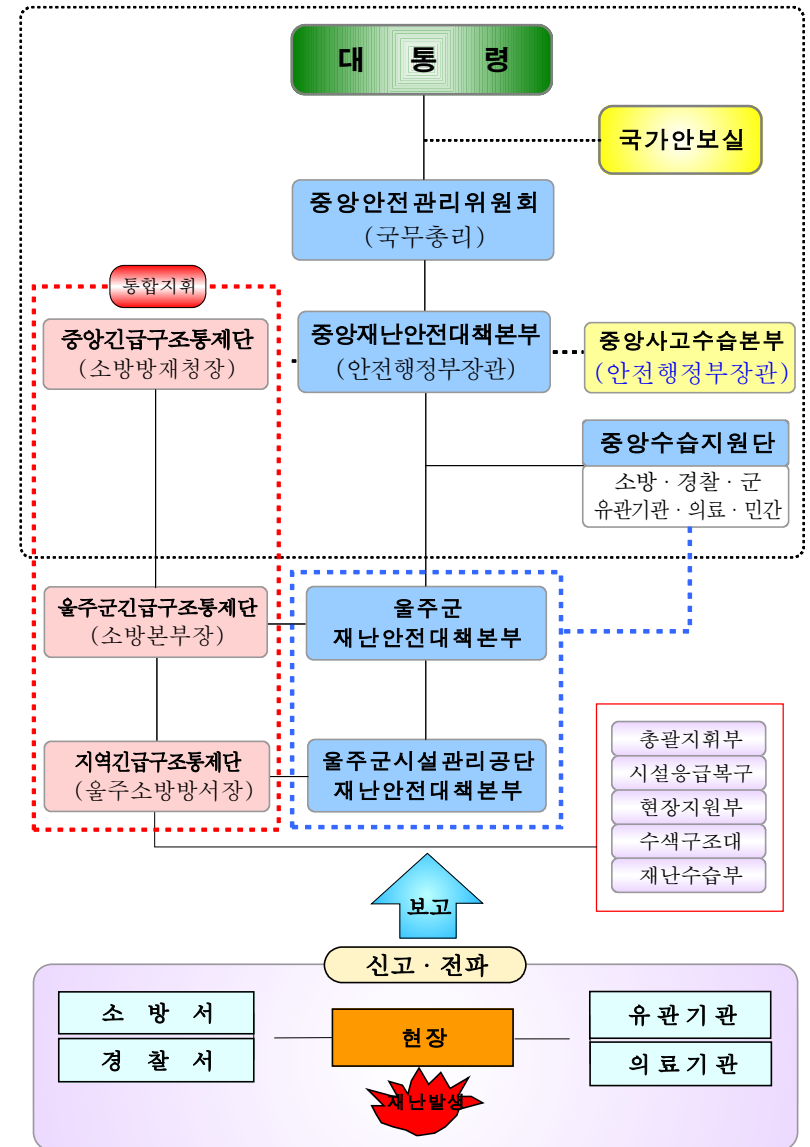 대 통 령
국가안보실
중앙안전관리위원회
(국무총리)
통합지휘
중앙긴급구조통제단
(소방방재청장)
중앙재난안전대책본부
(안전행정부장관)
중앙사고수습본부
(안전행정부장관)
중앙수습지원단
소방 · 경찰 · 군
유관기관 · 의료 · 민간
울주군긴급구조통제단
(소방본부장)
울주군
재난안전대책본부
지역긴급구조통제단
(울주소방방서장)
울주군시설관리공단
재난안전대책본부
총괄지휘부
시설응급복구
현장지원부
수색구조대
재난수습부
보고
신고 · 전파
소 방 서
경 찰 서
현장
유관기관
의료기관
재난발생